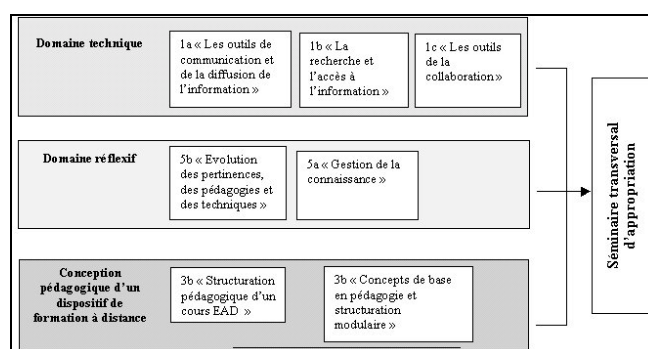 Domaine technique
1a « Les outils de
communication et
de la diffusion de
l'information »
1b « La
recherche et
l'accès à
l'information »
1c « Les outils
de la
collaboration»
Domaine réflexif
5b « Evolution
des pertinences,
des pédagogies et
des techniques »
5a « Gestion de la
connaissance »
Conception
pédagogique d'un
dispositif de
formation à distance
3b « Structuration
pédagogique d'un
cours EAD »
3b « Concepts de base
en pédagogie et
structuration
modulaire »
Séminaire transversal
d'appropriation